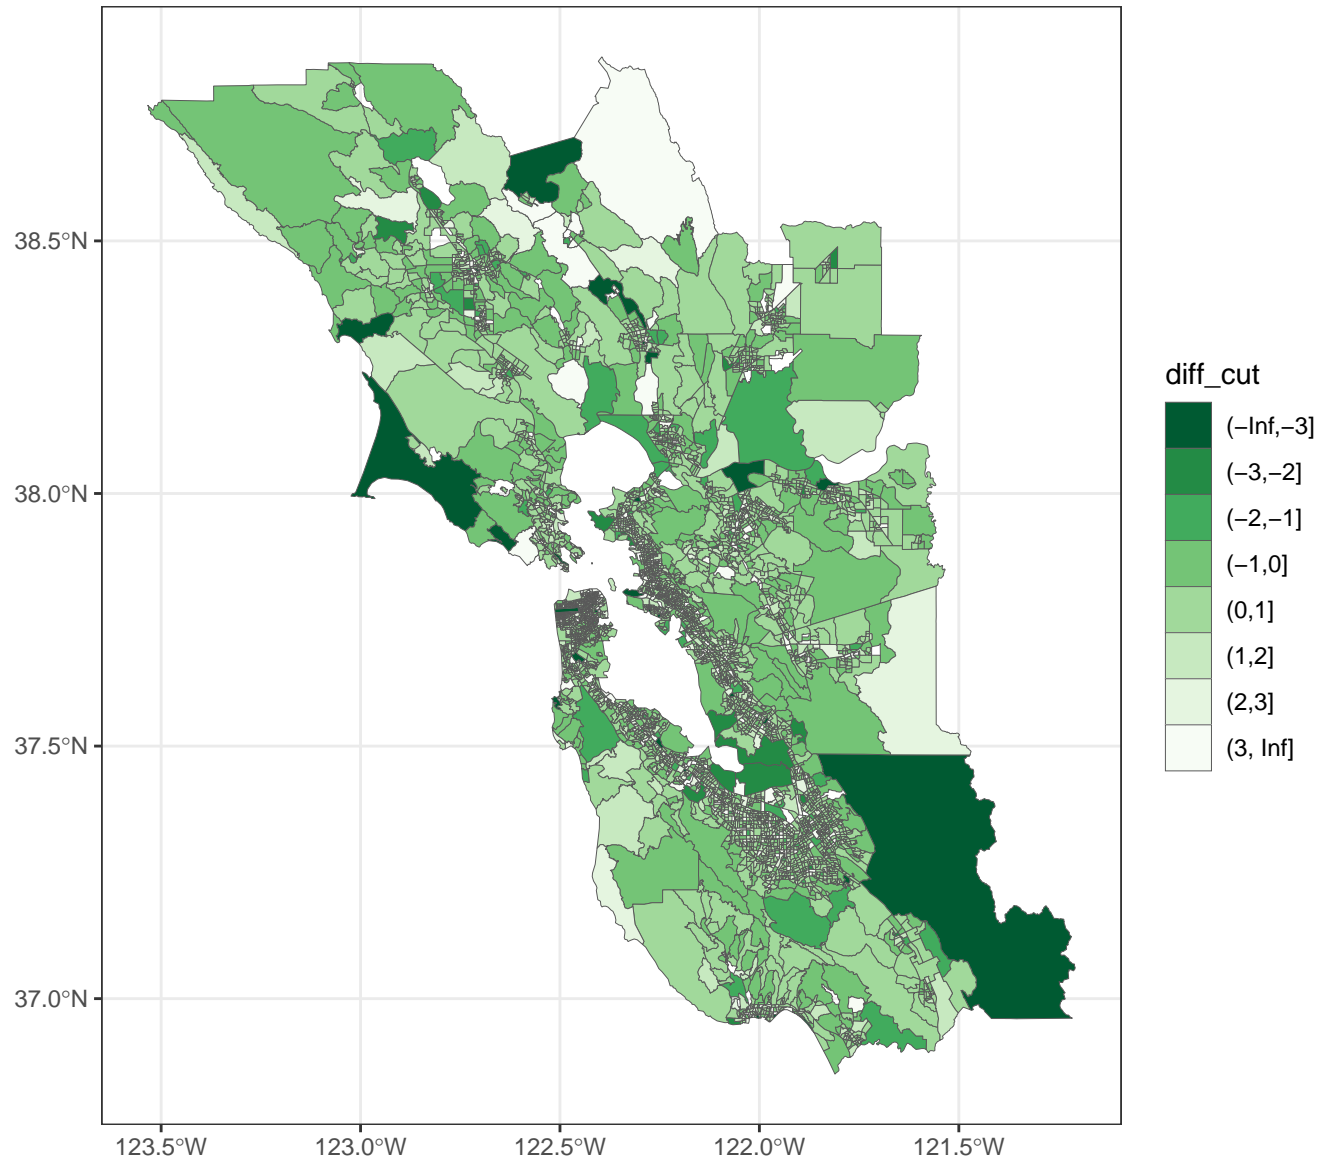 38.5°N
38.0°N
37.5°N
37.0°N
123.5°W
123.0°W
122.5°W
122.0°W
121.5°W
diff_cut
(−Inf,−3]
(−3,−2]
(−2,−1]
(−1,0]
(0,1]
(1,2]
(2,3]
(3, Inf]